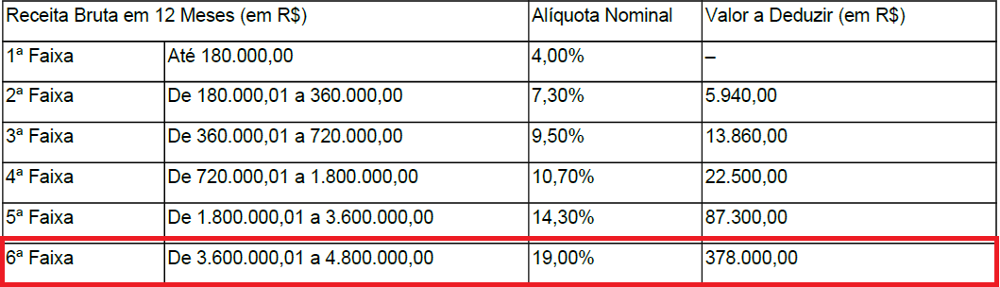 Receita Bruta em 12 Meses (em R$) Alíquota Nominal Valor a Deduzir (em R$)
1ª Faixa Até 180.000,00 4,00% –
2ª Faixa De 180.000,01 a 360.000,00 7,30% 5.940,00
3ª Faixa De 360.000,01 a 720.000,00 9,50% 13.860,00
4ª Faixa De 720.000,01 a 1.800.000,00 10,70% 22.500,00
5ª Faixa De 1.800.000,01 a 3.600.000,00 14,30% 87.300,00
6ª Faixa De 3.600.000,01 a 4.800.000,00 19,00% 378.000,00